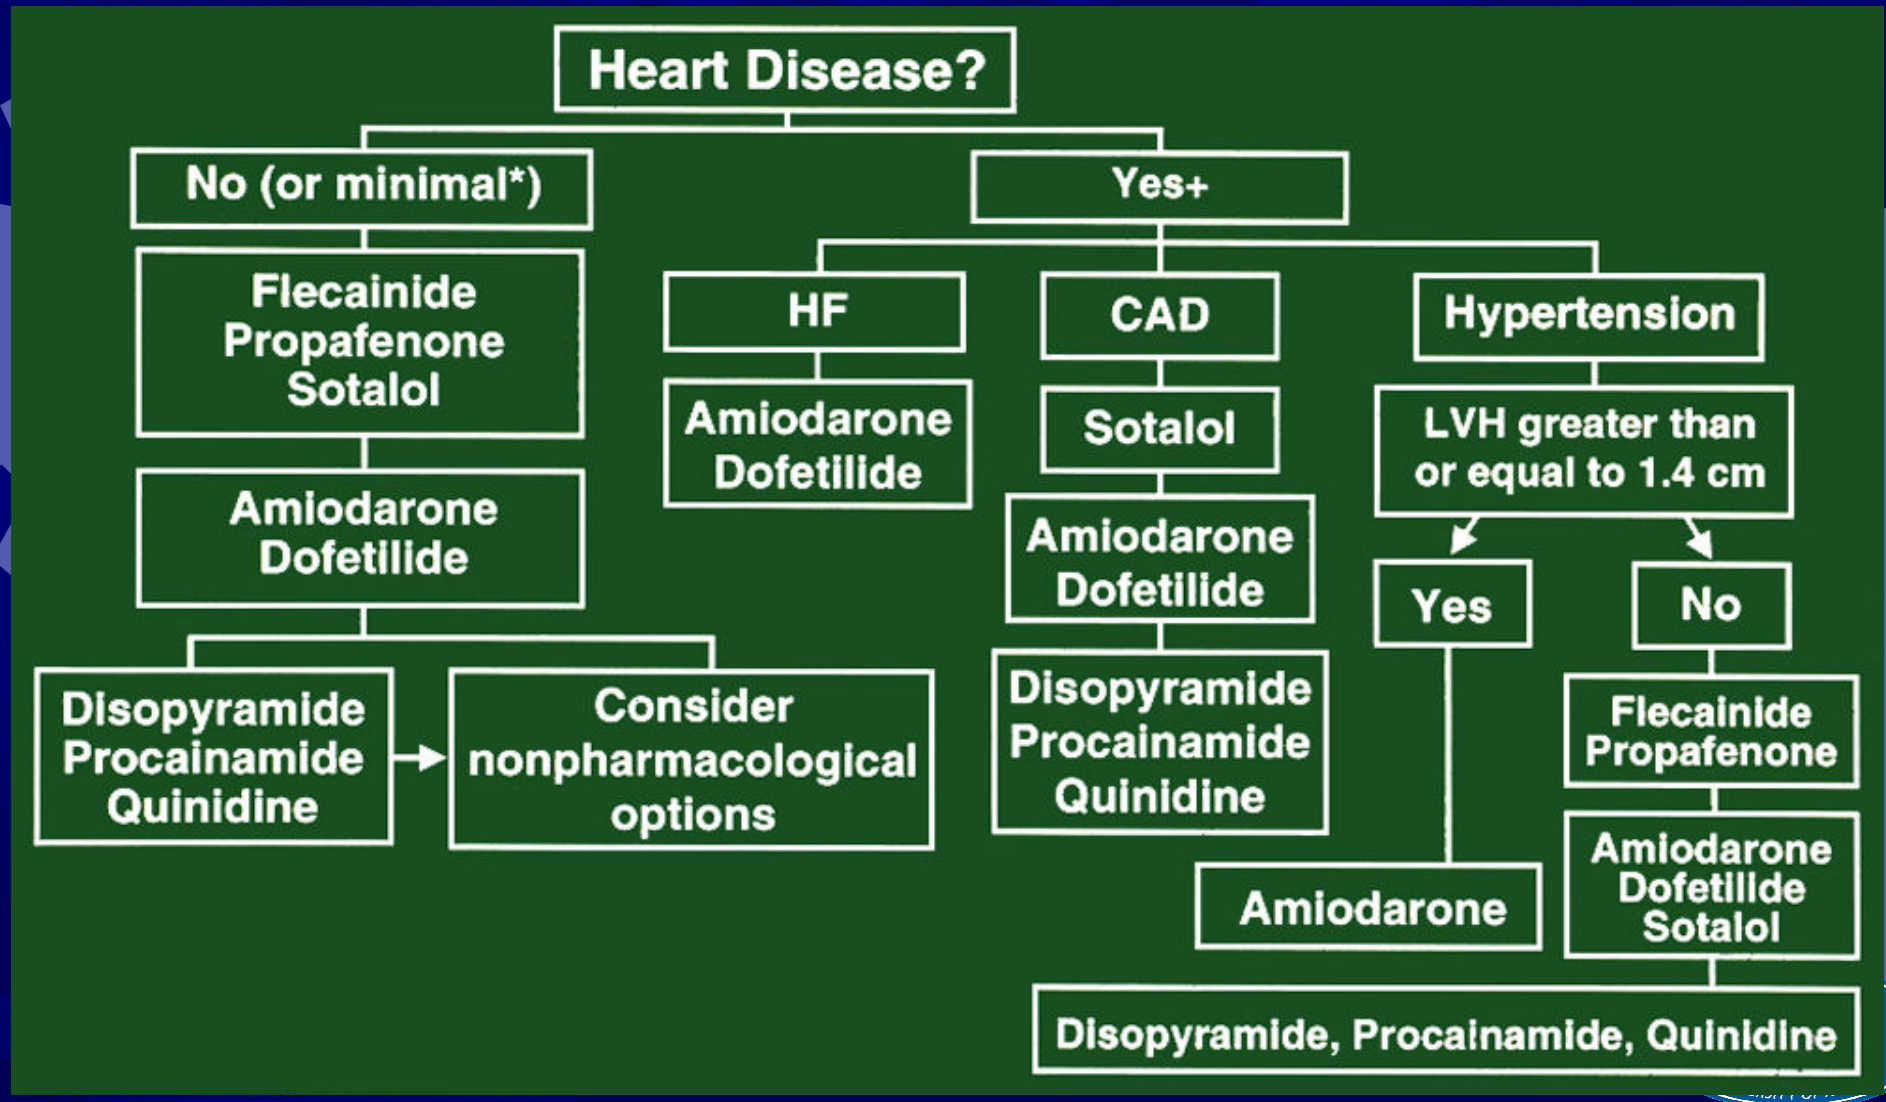 Heart Disease?
No (or minimal*)
Yes+
Flecainide
Propafenone
Sotalol
HF
CAD
Hypertension
Amiodarone
Dofetilide
Sotalol
LVH greater than
or equal to 1.4 cm
Amiodarone
Dofetilide
Amiodarone
Dofetilide
Yes
No
Disopyramide
Procainamide
Quinidine
Consider
nonpharmacological
options
Disopyramide
Procainamide
Quinidine
Flecainide
Propafenone
Amiodarone
Amiodarone
Dofetilide
Sotalol
Disopyramide, Procainamide, Quinidine